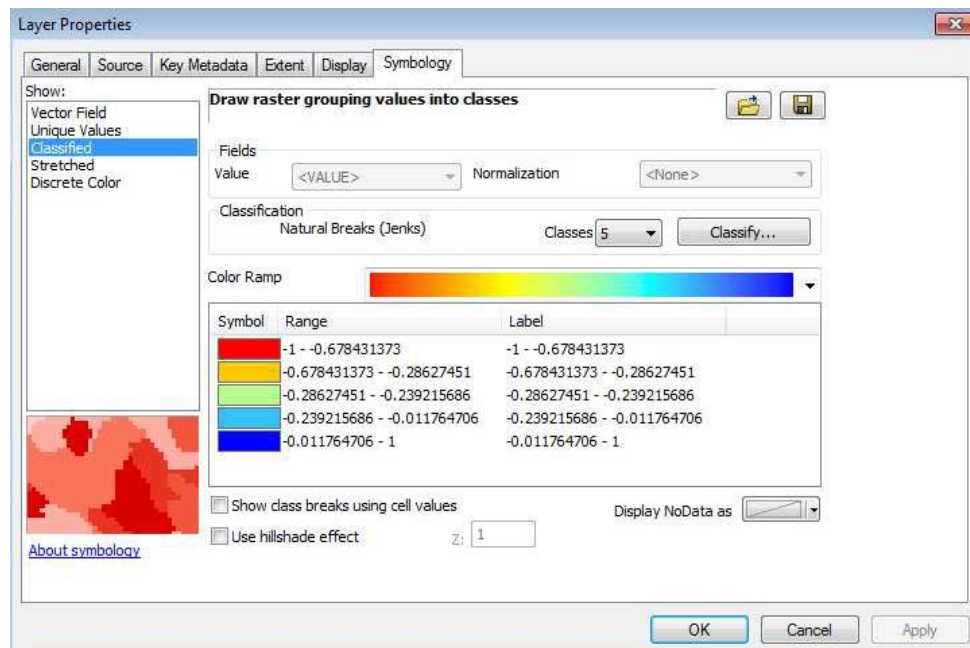 Layer Properties
General Source Key Metadata Extent Display Symbology
Show:
Vector Field
Unique Values
Classified
Stretched
Discrete Color
Draw raster grouping values into classes
Fields
Value <VALUE> Normalization <None>
Classification
Natural Breaks (Jenks) Classes 5 Classify...
Color Ramp
Symbol Range Label
-1 - -0.678431373 -1 - -0.678431373
-0.678431373 - -0.28627451 -0.678431373 - -0.28627451
-0.28627451 - -0.239215686 -0.28627451 - -0.239215686
-0.239215686 - -0.011764706 -0.239215686 - -0.011764706
-0.011764706 - 1 -0.011764706 - 1
Show class breaks using cell values Display NoData as
Use hillshade effect Z: 1
About symbology
OK Cancel Apply